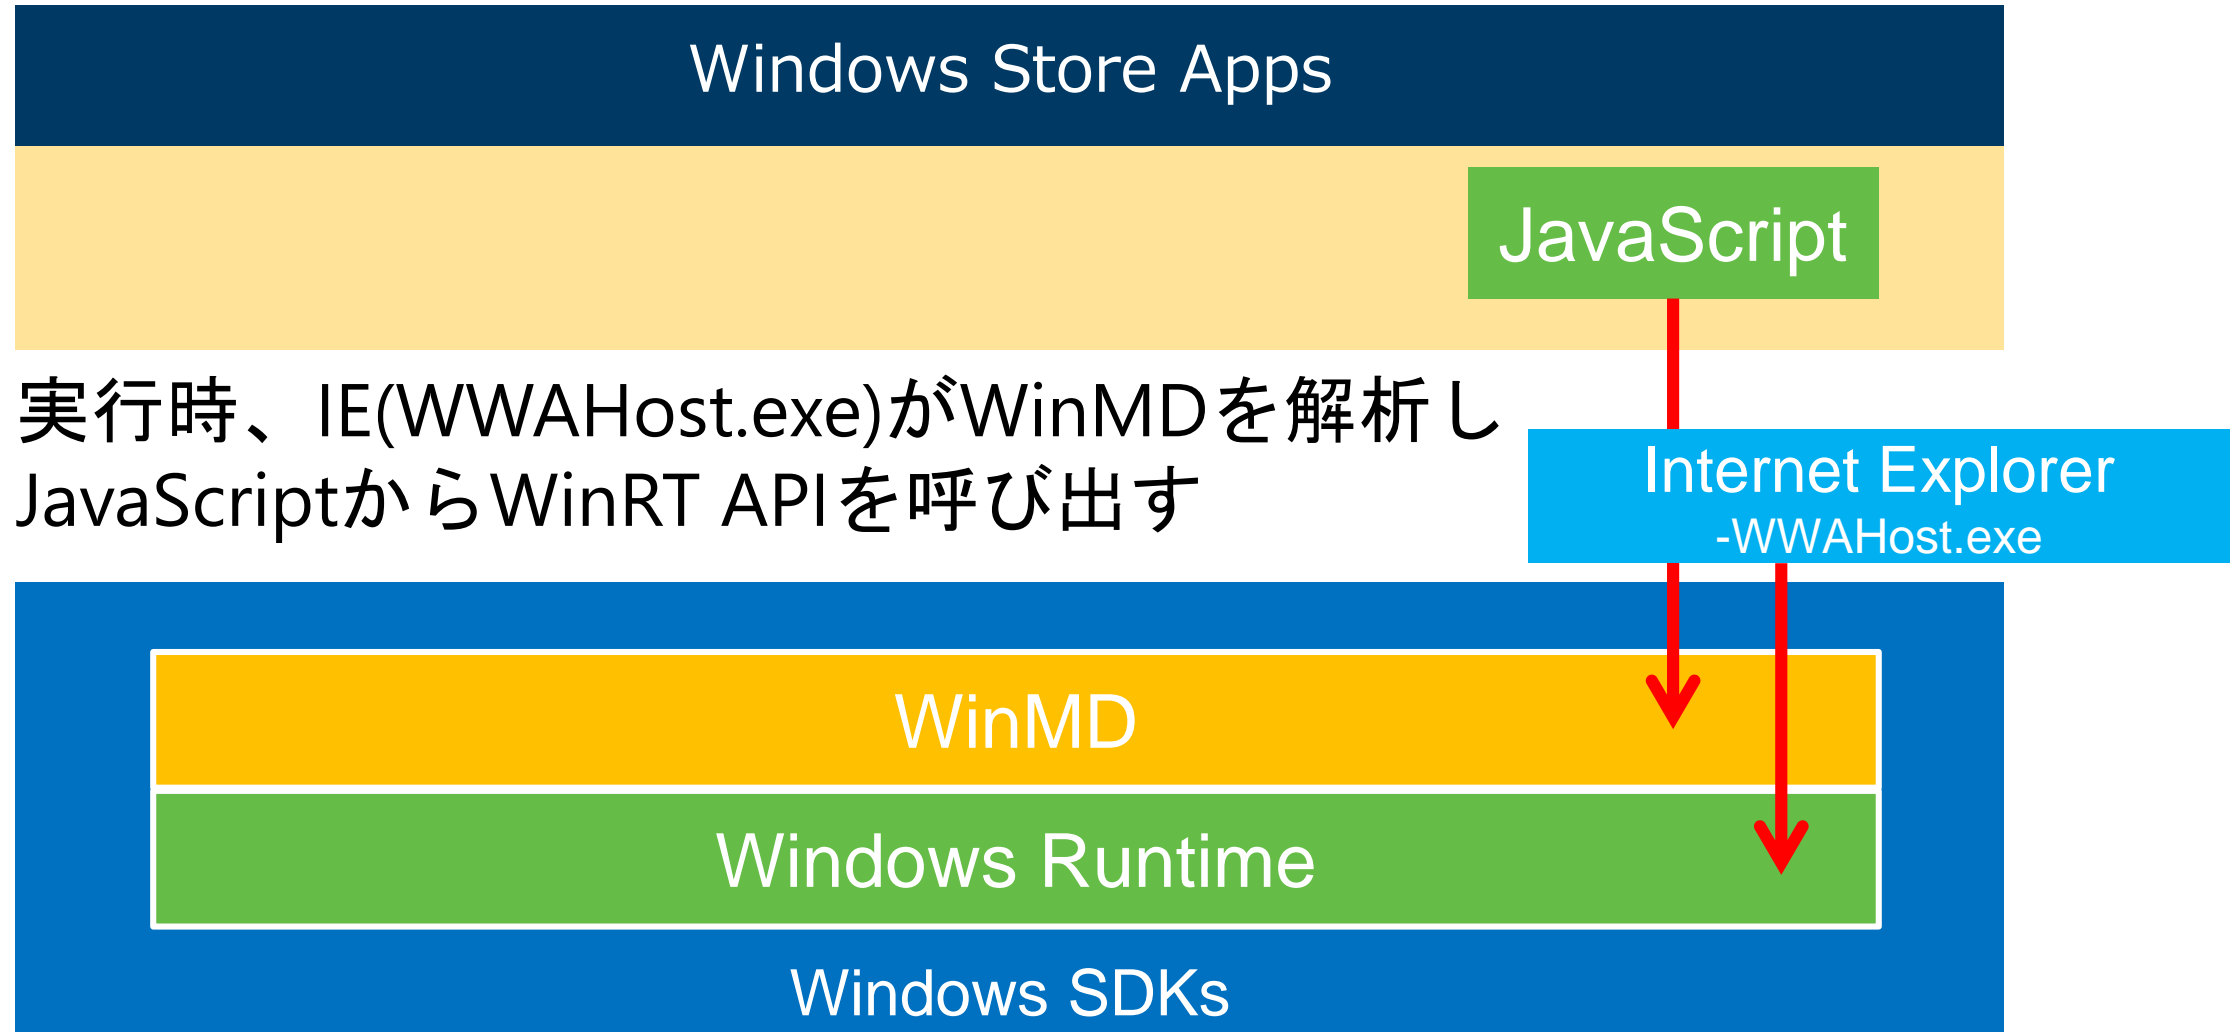 Windows Store Apps
JavaScript
実行時、IE(WWAHost.exe)がWinMDを解析し
JavaScriptからWinRT APIを呼び出す
Internet Explorer
-WWAHost.exe
WinMD
Windows Runtime
Windows SDKs